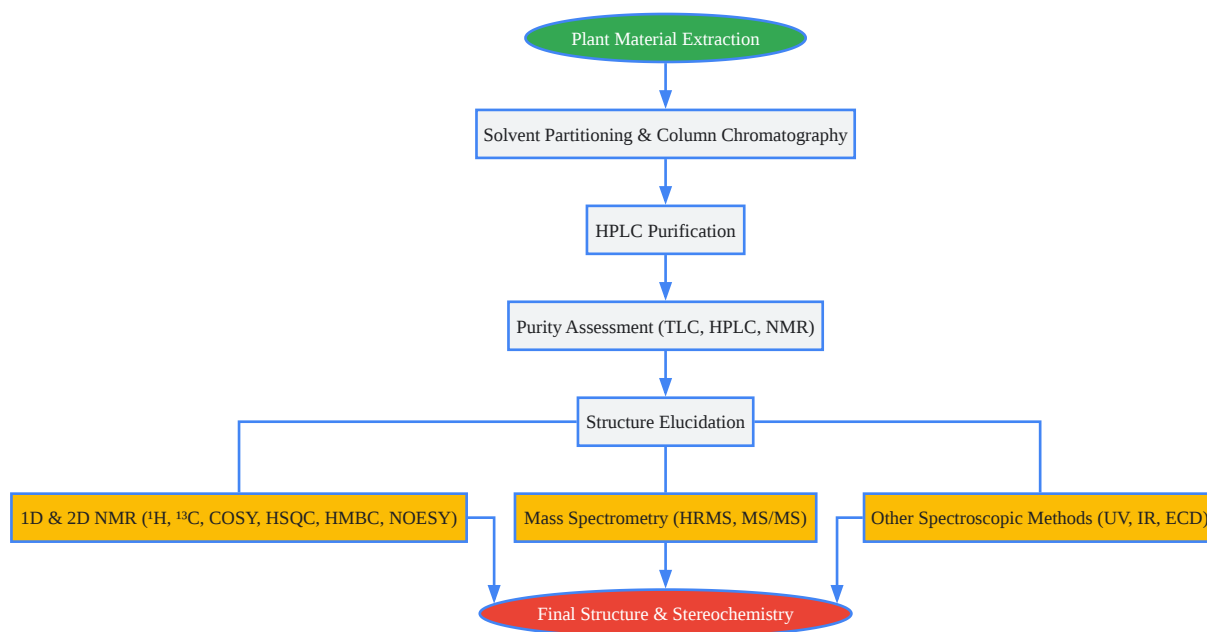 Plant Material Extraction
Solvent Partitioning & Column Chromatography
HPLC Purification
Purity Assessment (TLC, HPLC, NMR)
Structure Elucidation
1D & 2D NMR (¹H, ¹³C, COSY, HSQC, HMBC, NOESY)
Mass Spectrometry (HRMS, MS/MS)
Other Spectroscopic Methods (UV, IR, ECD)
Final Structure & Stereochemistry